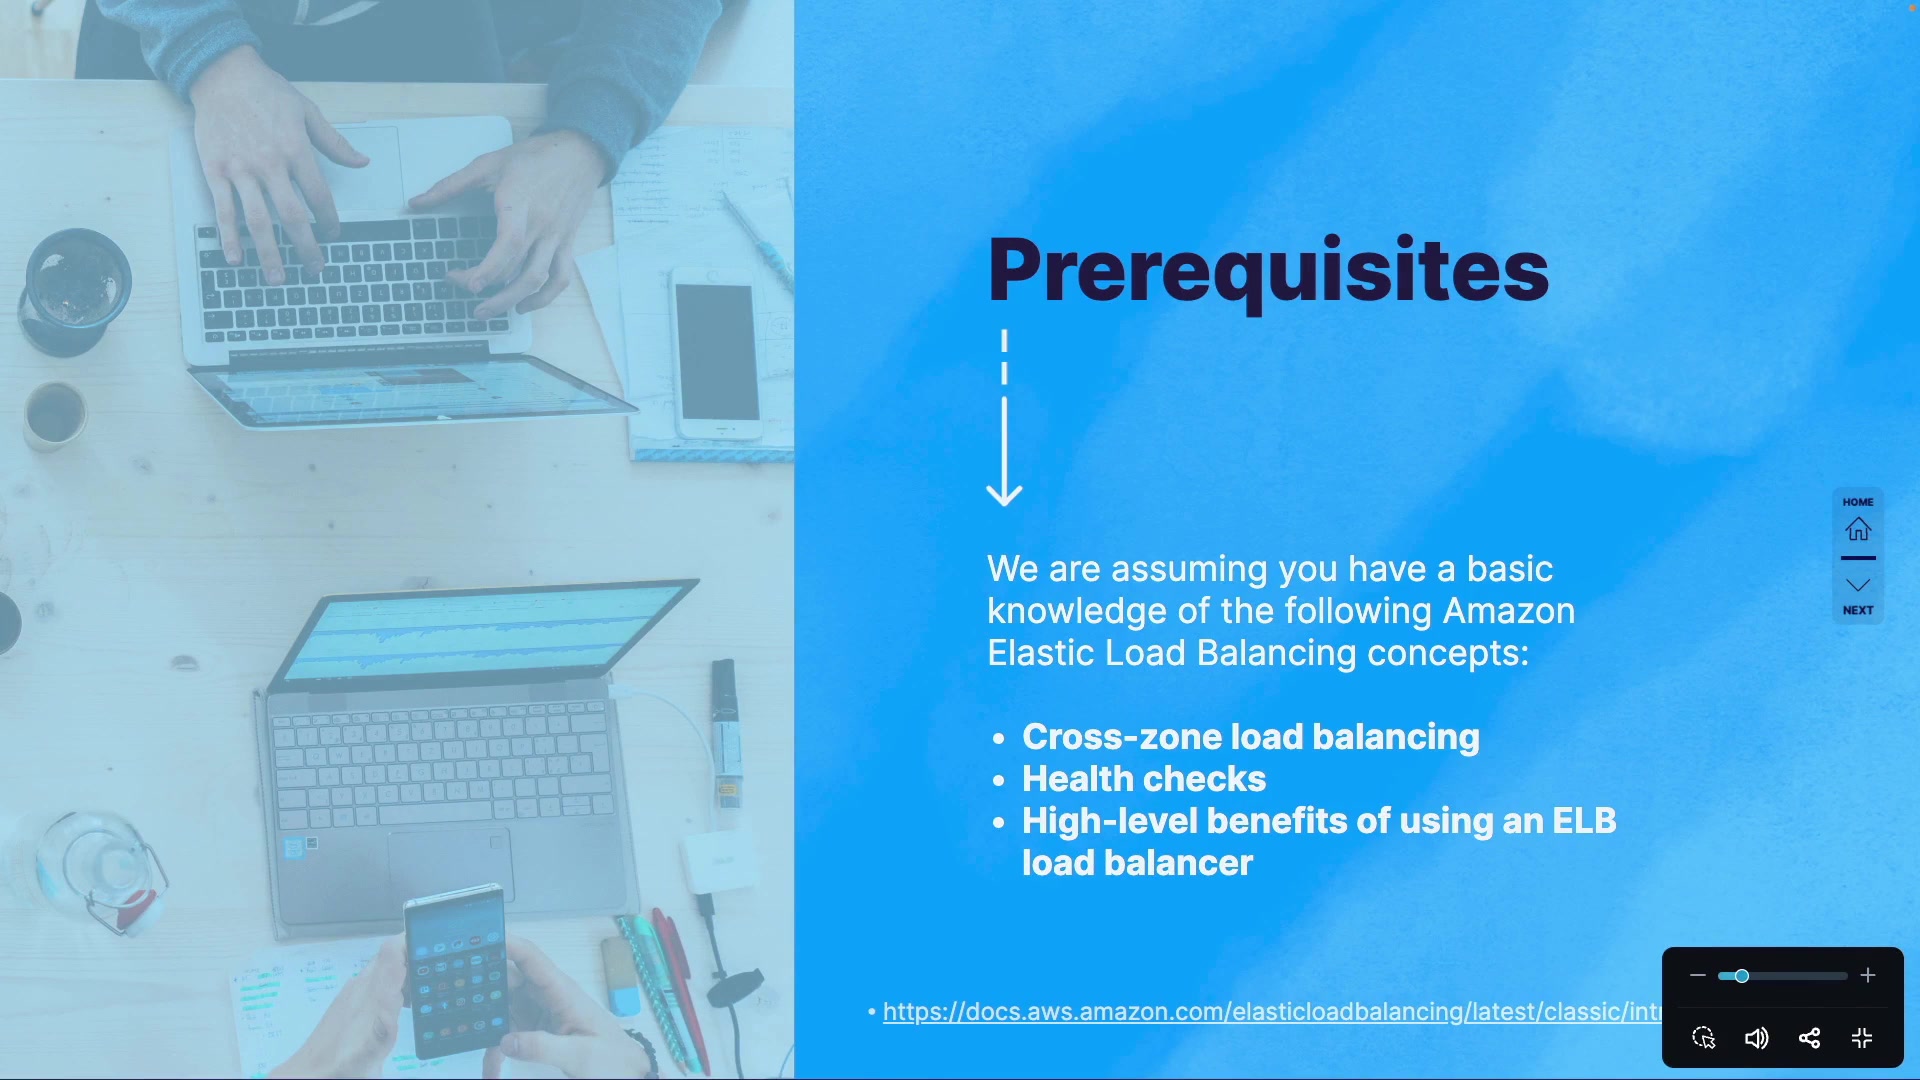 Prerequisites
HOME
NEXT
We are assuming you have a basic
knowledge of the following Amazon
Elastic Load Balancing concepts:
• Cross-zone load balancing
• Health checks
• High-level benefits of using an ELB
load balancer
• https://docs.aws.amazon.com/elasticloadbalancing/latest/classic/int